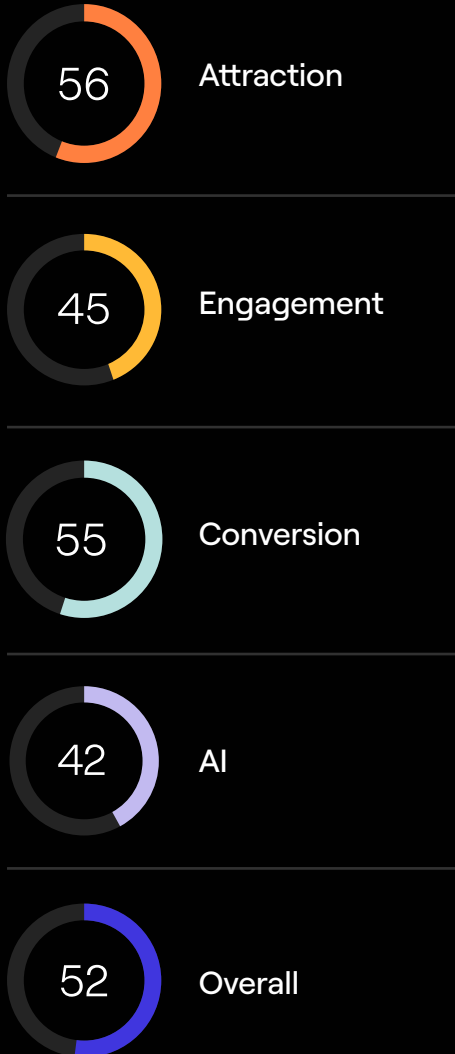 56
Attraction
45
Engagement
55
Conversion
42
AI
52
Overall